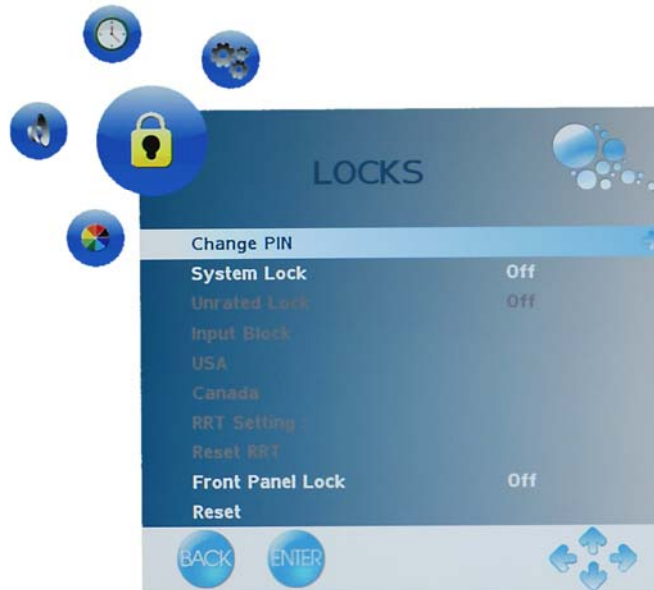 LOCKS
Change PIN
System Lock Off
Unrated Lock Off
Input Block
USA
Canada
RRT Setting
Reset RRT
Front Panel Lock Off
Reset
BACK ENTER